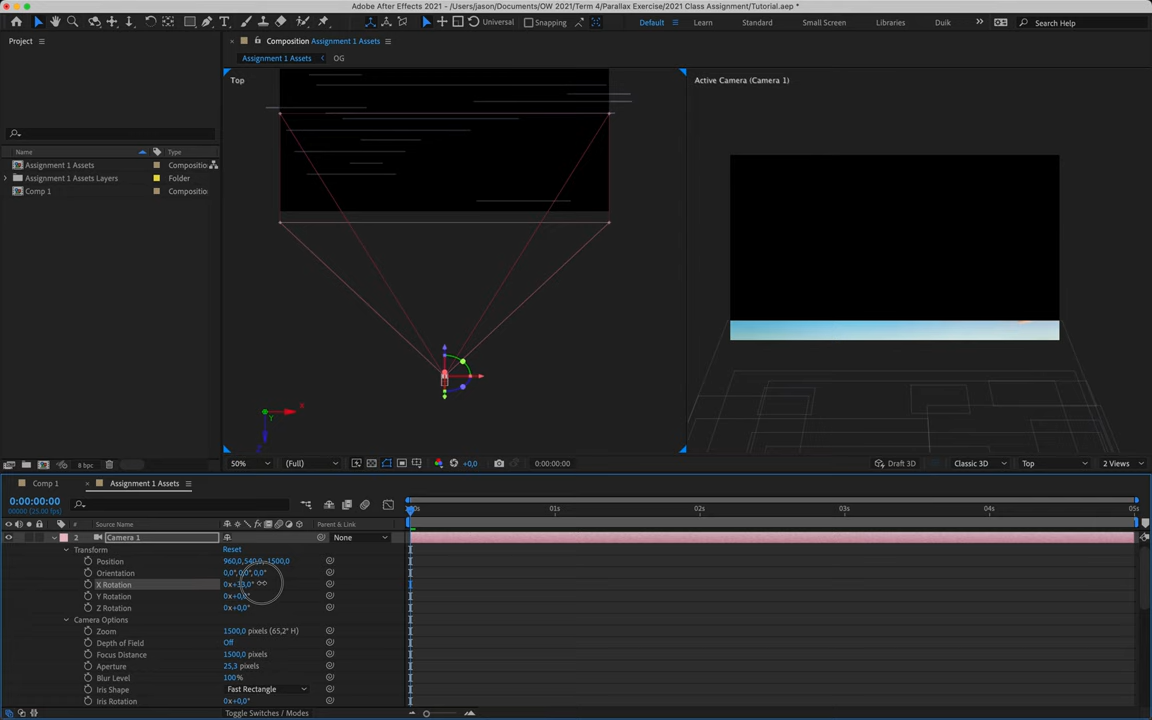 Adobe After Effects 2021 - /Users/jason/Documents/OW 2021/Term 4/Parallax Exercise/2021 Class Assignment/Tutorial.aep *
Universal Snapping Default Learn Standard Small Screen Libraries Duik » Search Help
Project
× Composition Assignment 1 Assets
Assignment 1 Assets OG
Top
Active Camera (Camera 1)
Name Type
Assignment 1 Assets Compositio
Assignment 1 Assets Layers Folder
Comp 1 Compositio
X
Y
Z
8 bpc
50% (Full) +0,0 0:00:00:00 Draft 3D Classic 3D Top 2 Views
Comp 1 × Assignment 1 Assets
0:00:00:00
00000 (25.00 fps)
:00s 01s 02s 03s 04s 05s
# Source Name Parent & Link
2 Camera 1 None
Transform Reset
Position 960,0,540,0,-1500,0
Orientation 0,0°,0,0°,0,0°
X Rotation
Y Rotation 0x+0,0°
Z Rotation 0x+0,0°
Camera Options
Zoom 1500,0 pixels (65,2° H)
Depth of Field Off
Focus Distance 1500,0 pixels
Aperture 25,3 pixels
Blur Level 100%
Iris Shape Fast Rectangle
Iris Rotation 0x+0,0°
Toggle Switches / Modes